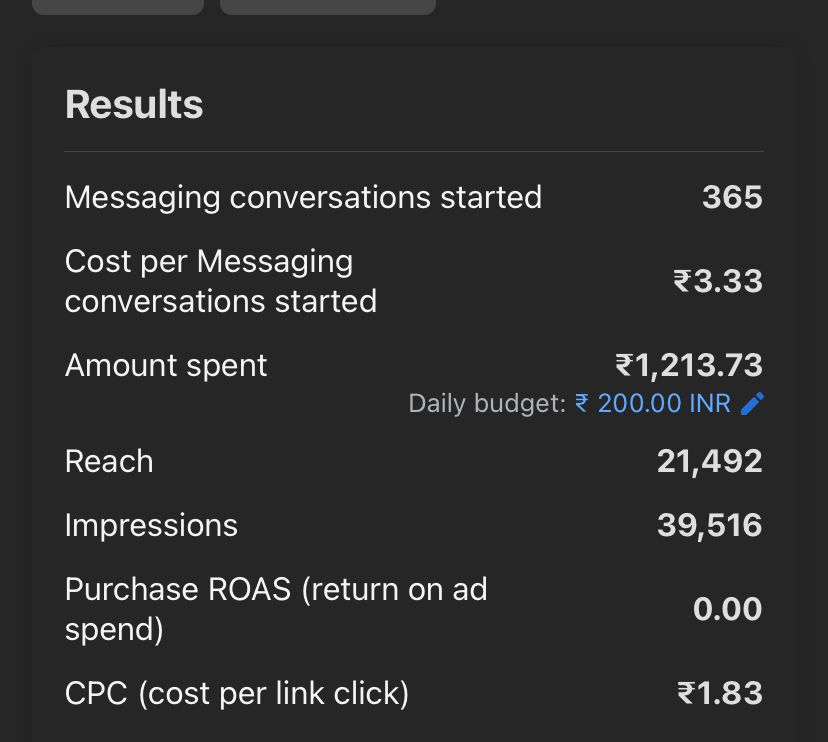 Results
Messaging conversations started
365
Cost per Messaging
conversations started
₹3.33
Amount spent
₹1,213.73
Daily budget: ₹ 200.00 INR
Reach
21,492
Impressions
39,516
Purchase ROAS (return on ad
spend)
0.00
CPC (cost per link click)
₹1.83